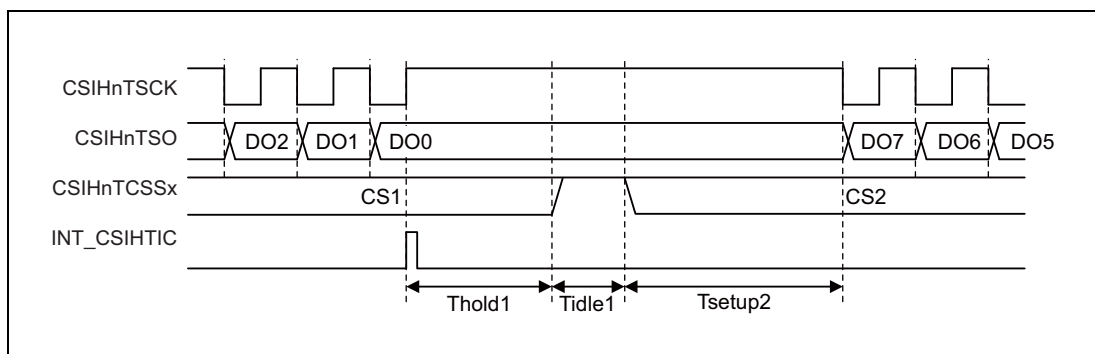 CSIHnTSCK
CSIHnTSO DO2 DO1 DO0 DO7 DO6 DO5
CSIHnTCSSx CS1 CS2
INT_CSIHTIC
Thold1 Tidle1 Tsetup2